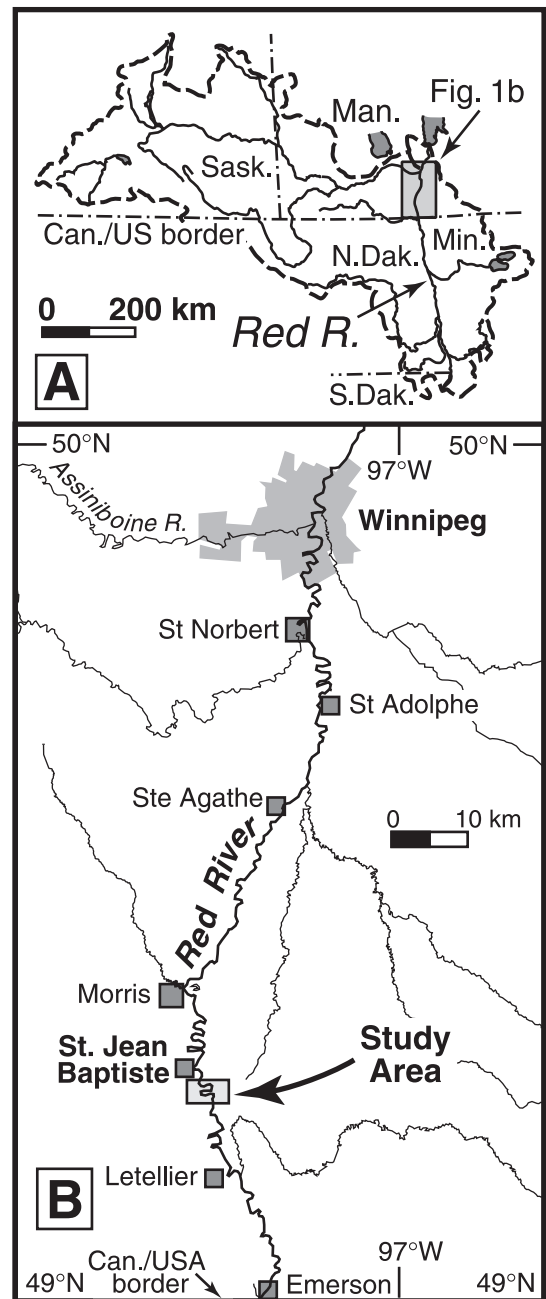 Fig. 1b
Man.
Sask.
Can./US border
N.Dak.
Min.
0 200 km
Red R.
A
S.Dak.
50°N
50°N
97°W
Assiniboine R.
Winnipeg
St Norbert
St Adolphe
Ste Agathe
0 10 km
Red River
Morris
St. Jean
Baptiste
Study
Area
Letellier
B
Can./USA
border
97°W
49°N
Emerson
49°N